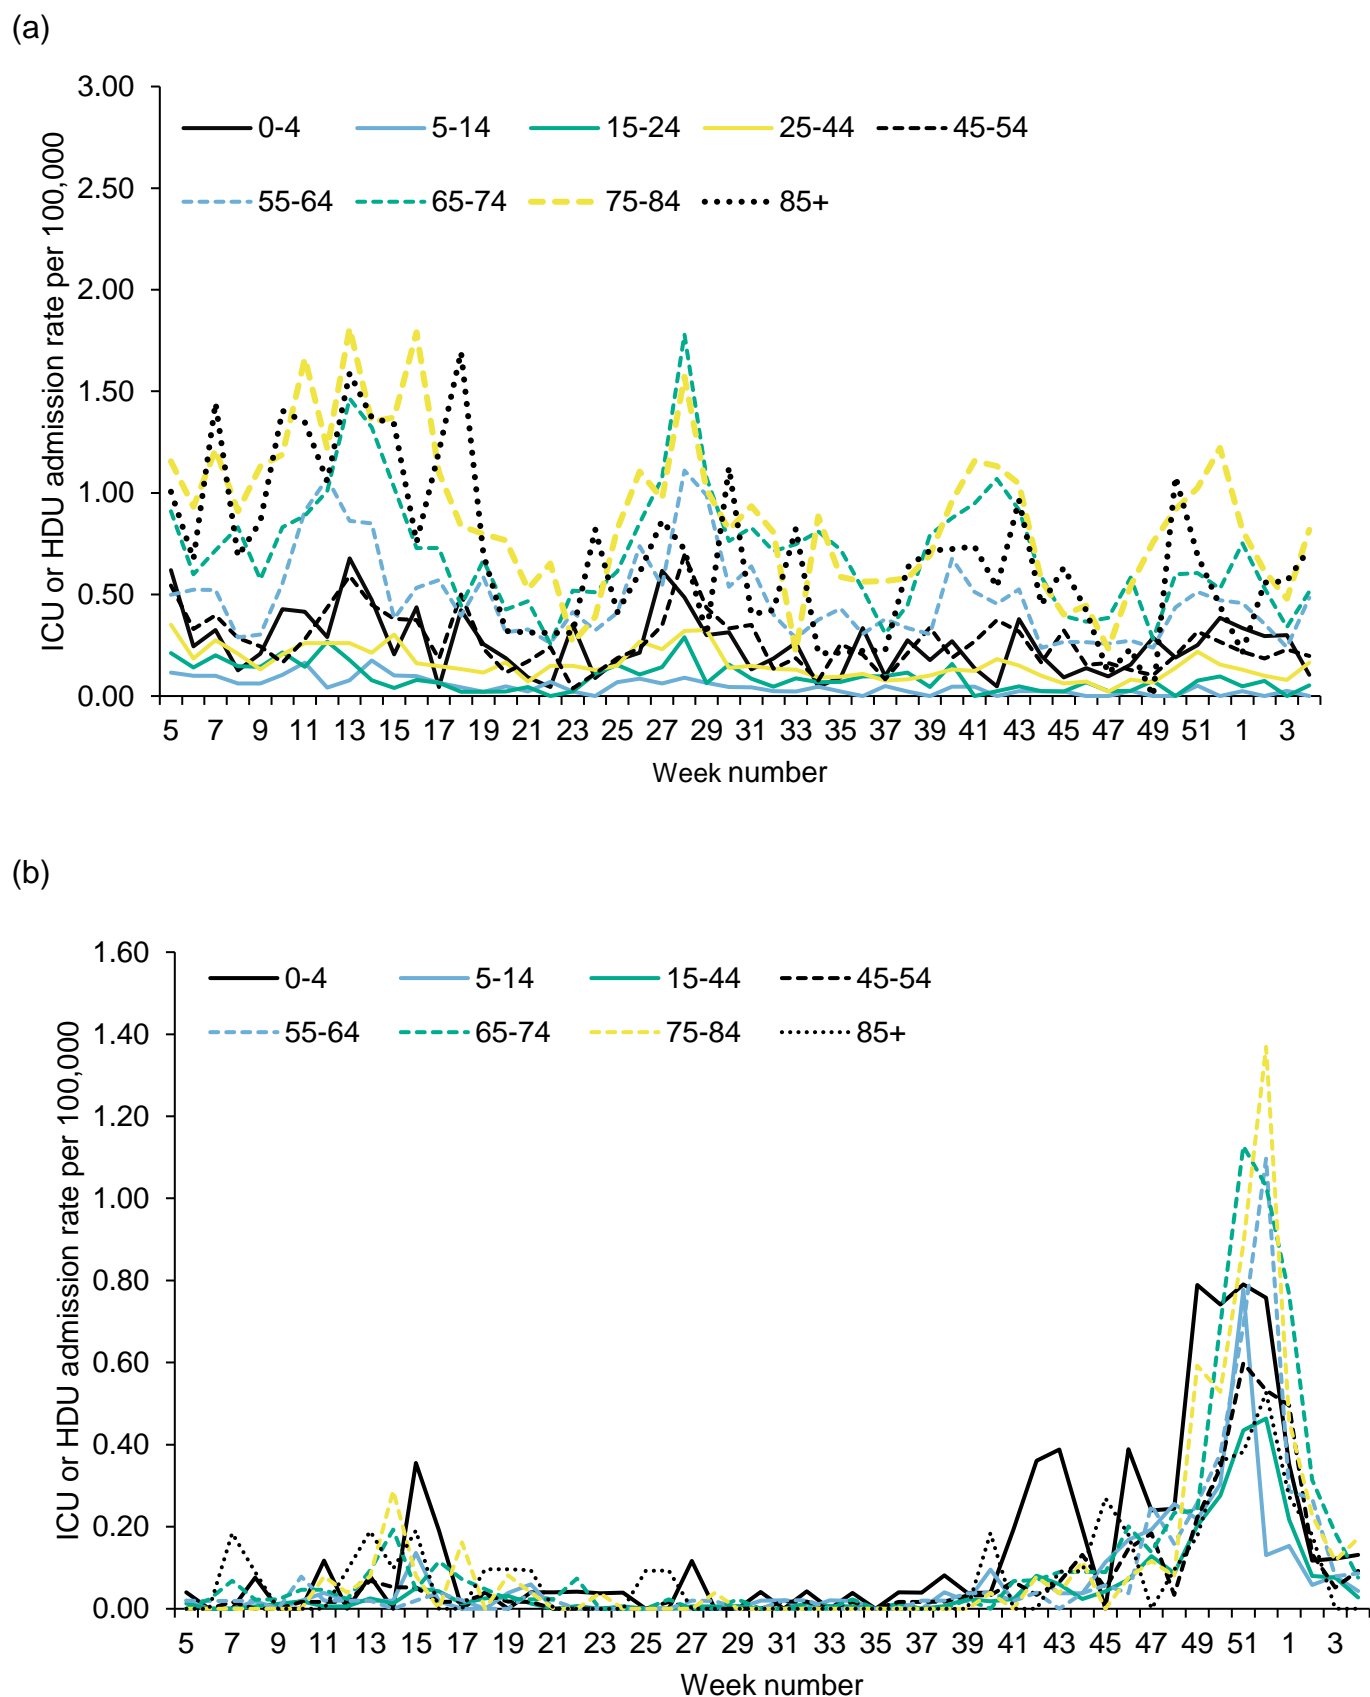 (a)
ICU or HDU admission rate per 100,000
3.00
2.50
2.00
1.50
1.00
0.50
0.00
0-4 5-14 15-24 25-44 45-54
55-64 65-74 75-84 85+
5 7 9 11 13 15 17 19 21 23 25 27 29 31 33 35 37 39 41 43 45 47 49 51 1 3
Week number
(b)
ICU or HDU admission rate per 100,000
1.60
1.40
1.20
1.00
0.80
0.60
0.40
0.20
0.00
0-4 5-14 15-44 45-54
55-64 65-74 75-84 85+
5 7 9 11 13 15 17 19 21 23 25 27 29 31 33 35 37 39 41 43 45 47 49 51 1 3
Week number